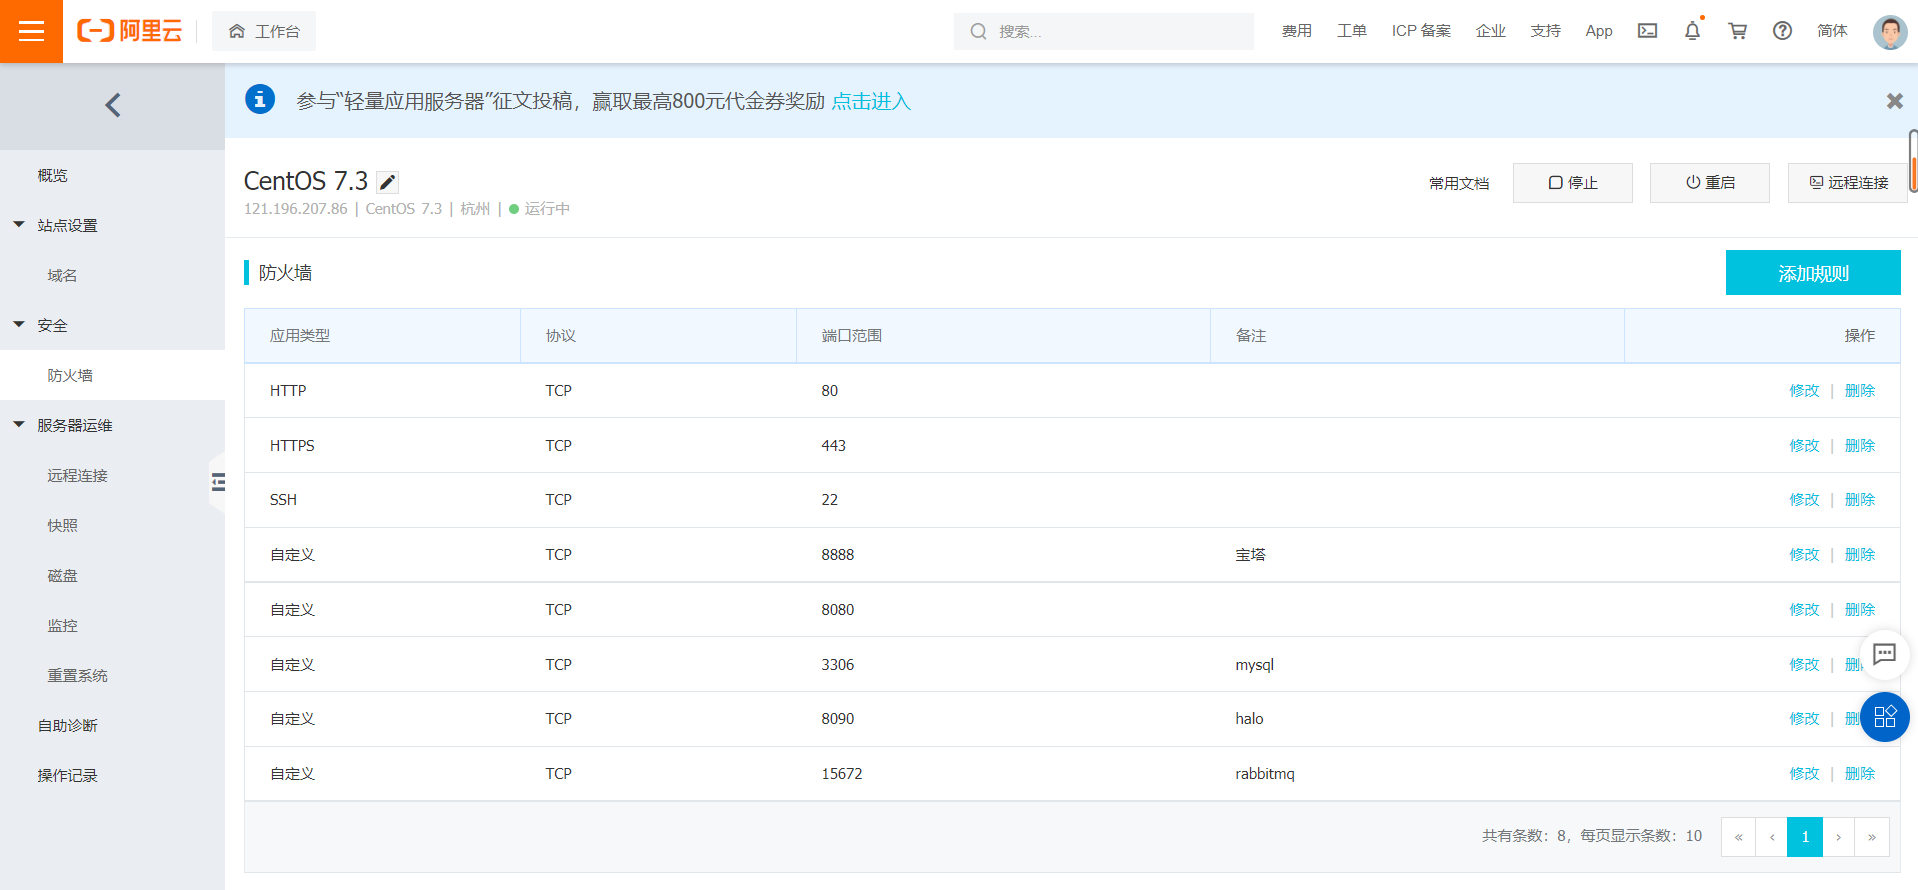 阿里云
工作台
搜索...
费用
工单
ICP 备案
企业
支持
App
简体
参与“轻量应用服务器”征文投稿，赢取最高800元代金券奖励 点击进入
概览
站点设置
域名
安全
防火墙
服务器运维
远程连接
快照
磁盘
监控
重置系统
自助诊断
操作记录
CentOS 7.3
121.196.207.86 | CentOS 7.3 | 杭州 | 运行中
常用文档
停止
重启
远程连接
防火墙
添加规则
应用类型 协议 端口范围 备注 操作
HTTP TCP 80 修改 | 删除
HTTPS TCP 443 修改 | 删除
SSH TCP 22 修改 | 删除
自定义 TCP 8888 宝塔 修改 | 删除
自定义 TCP 8080 修改 | 删除
自定义 TCP 3306 mysql 修改 | 删
自定义 TCP 8090 halo 修改 | 删
自定义 TCP 15672 rabbitmq 修改 | 删除
共有条数：8，每页显示条数：10 « ‹ 1 › »